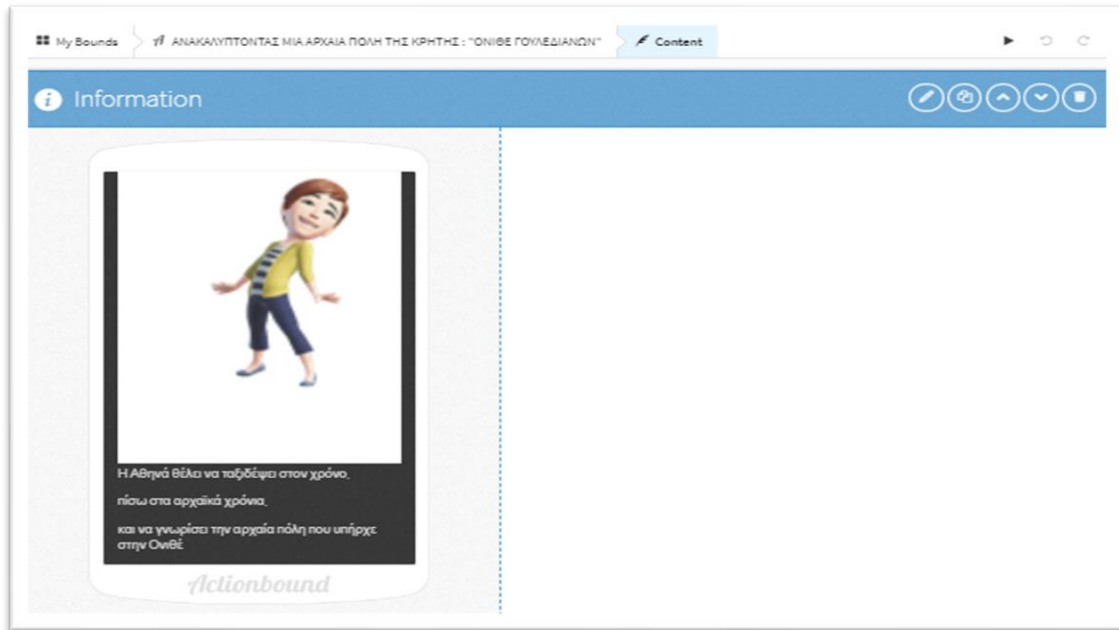 My Bounds
ΑΝΑΚΑΛΥΠΤΟΝΤΑΣ ΜΙΑ ΑΡΧΑΙΑ ΠΟΛΗ ΤΗΣ ΚΡΗΤΗΣ : "ΟΝΙΘΕ ΓΟΥΛΕΔΙΑΝΩΝ"
Content
Information
Η Αθηνά θέλει να ταξιδέψει στον χρόνο,
πίσω στα αρχαϊκά χρόνια,
και να γνωρίσει την αρχαία πόλη που υπήρχε
στην Ονιθέ
Actionbound